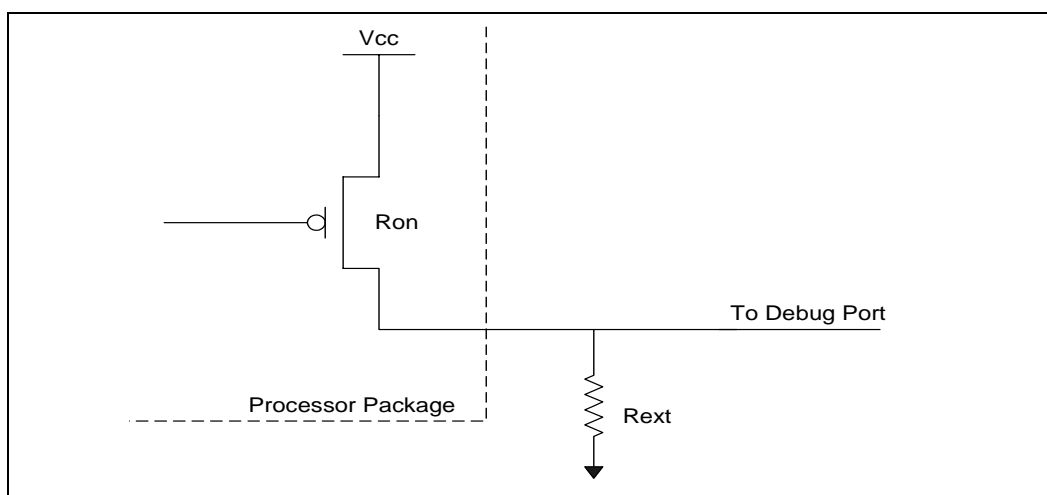 Vcc
Ron
To Debug Port
Processor Package
Rext